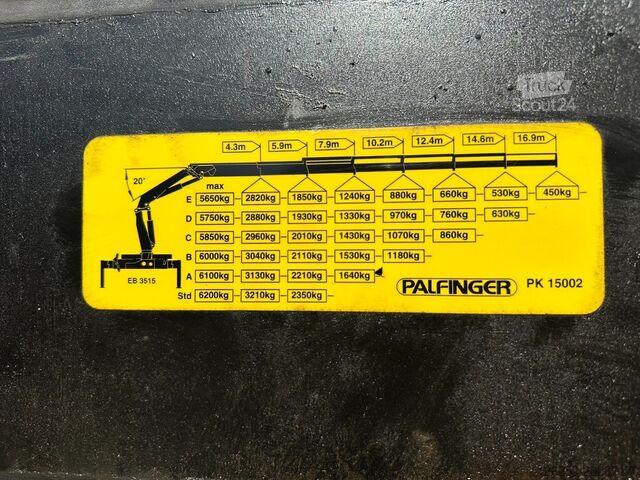 Truck
Scout24
4.3m 5.9m 7.9m 10.2m 12.4m 14.6m 16.9m
20°
max
E 5650kg 2820kg 1850kg 1240kg 880kg 660kg 530kg 450kg
D 5750kg 2880kg 1930kg 1330kg 970kg 760kg 630kg
C 5850kg 2960kg 2010kg 1430kg 1070kg 860kg
B 6000kg 3040kg 2110kg 1530kg 1180kg
A 6100kg 3130kg 2210kg 1640kg
EB 3515
Std 6200kg 3210kg 2350kg
PALFINGER PK 15002